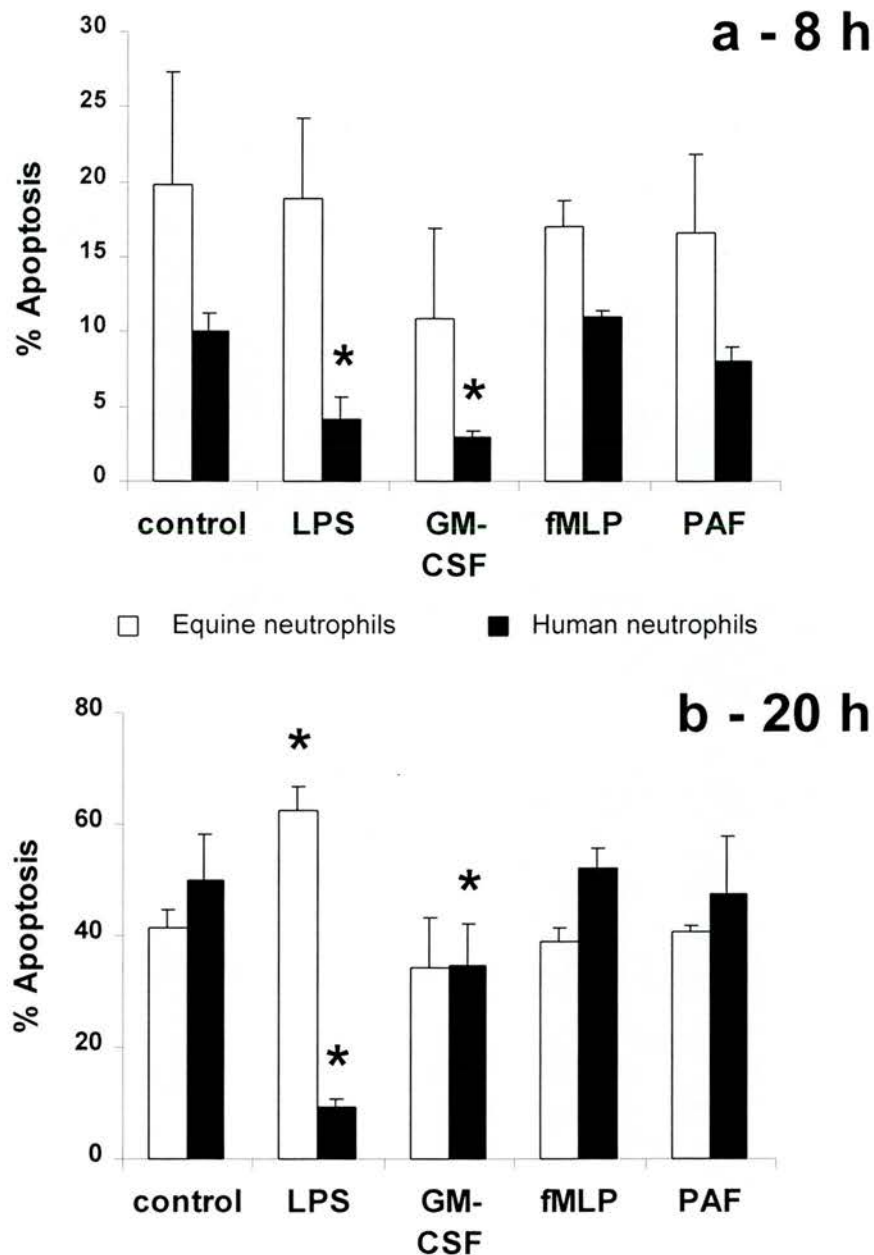 a - 8 h
% Apoptosis
30
25
20
15
10
5
0
*
*
control LPS GM-CSF fMLP PAF
Equine neutrophils Human neutrophils
b - 20 h
% Apoptosis
80
60
40
20
0
*
*
*
control LPS GM-CSF fMLP PAF